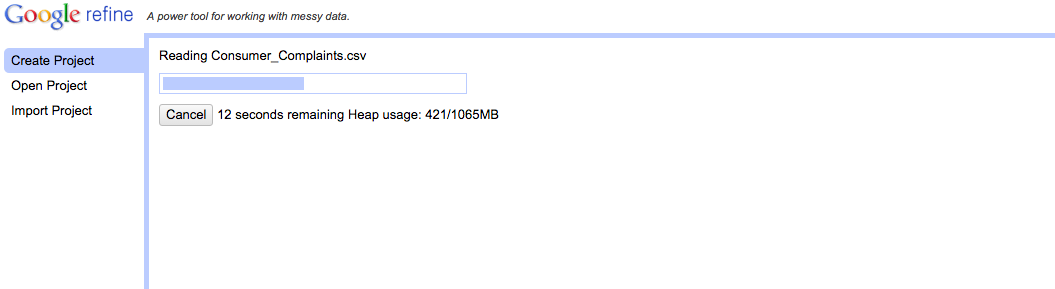 Google refine A power tool for working with messy data.
Create Project
Open Project
Import Project
Reading Consumer_Complaints.csv
Cancel 12 seconds remaining Heap usage: 421/1065MB